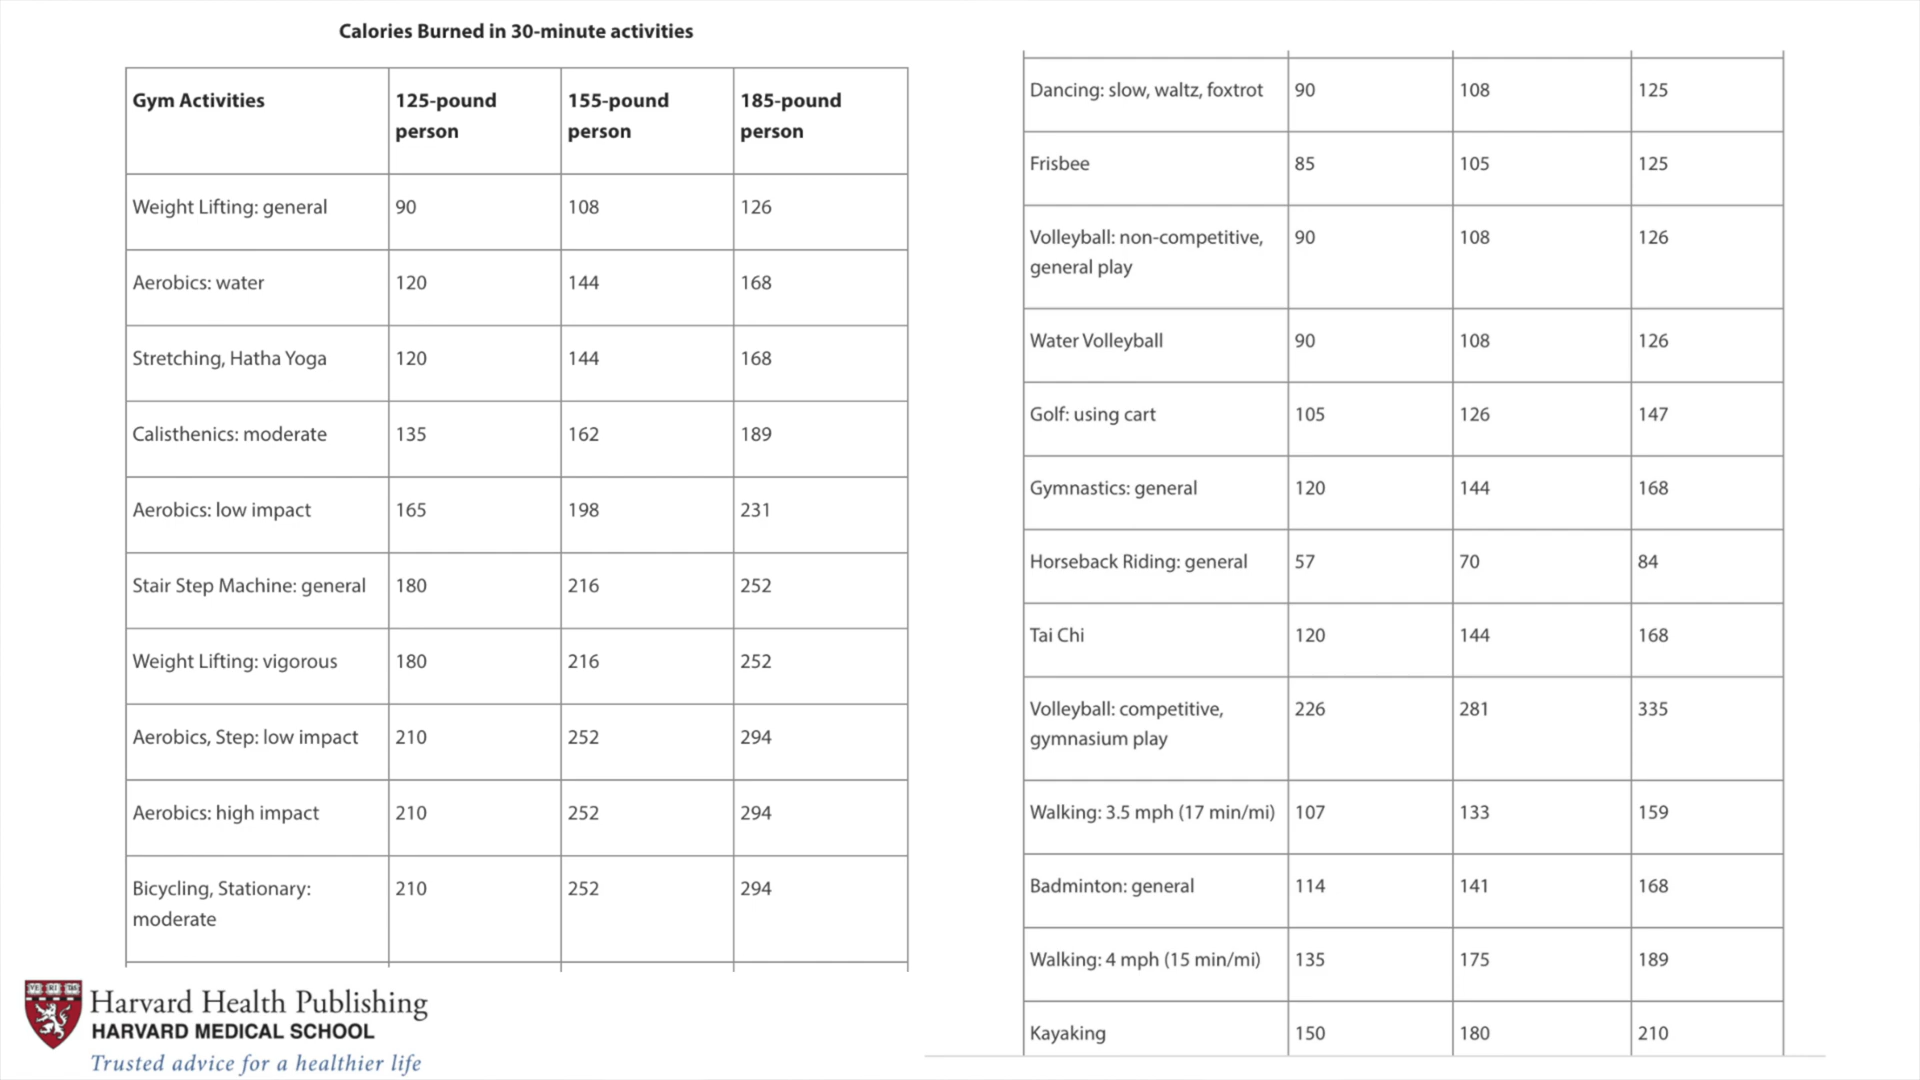 Calories Burned in 30-minute activities
Gym Activities 125-pound person 155-pound person 185-pound person
Weight Lifting: general 90 108 126
Aerobics: water 120 144 168
Stretching, Hatha Yoga 120 144 168
Calisthenics: moderate 135 162 189
Aerobics: low impact 165 198 231
Stair Step Machine: general 180 216 252
Weight Lifting: vigorous 180 216 252
Aerobics, Step: low impact 210 252 294
Aerobics: high impact 210 252 294
Bicycling, Stationary: moderate 210 252 294
Dancing: slow, waltz, foxtrot 90 108 125
Frisbee 85 105 125
Volleyball: non-competitive, general play 90 108 126
Water Volleyball 90 108 126
Golf: using cart 105 126 147
Gymnastics: general 120 144 168
Horseback Riding: general 57 70 84
Tai Chi 120 144 168
Volleyball: competitive, gymnasium play 226 281 335
Walking: 3.5 mph (17 min/mi) 107 133 159
Badminton: general 114 141 168
Walking: 4 mph (15 min/mi) 135 175 189
Kayaking 150 180 210
VE RI TAS
Harvard Health Publishing
HARVARD MEDICAL SCHOOL
Trusted advice for a healthier life